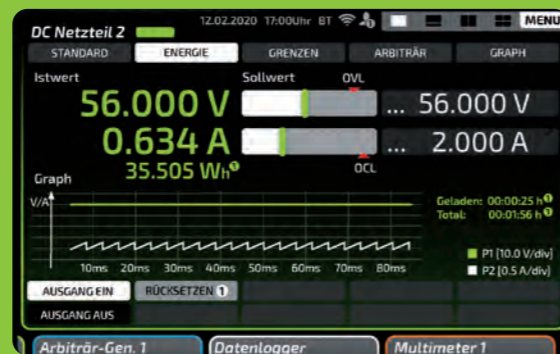 12.02.2020 17:00Uhr BT MENU
DC Netzteil 2
STANDARD ENERGIE GRENZEN ARBITRÄR GRAPH
Istwert Sollwert OVL
56.000 V ... 56.000 V
0.634 A ... 2.000 A
35.505 Wh① OCL
Graph
V/A
Geladen: 00:00:25 h①
Total: 00:01:56 h①
P1 [10.0 V/div]
P2 [0.5 A/div]
10ms 20ms 30ms 40ms 50ms 60ms 70ms 80ms
AUSGANG EIN RÜCKSETZEN ①
AUSGANG AUS
Arbiträr-Gen. 1 Datenlogger Multimeter 1